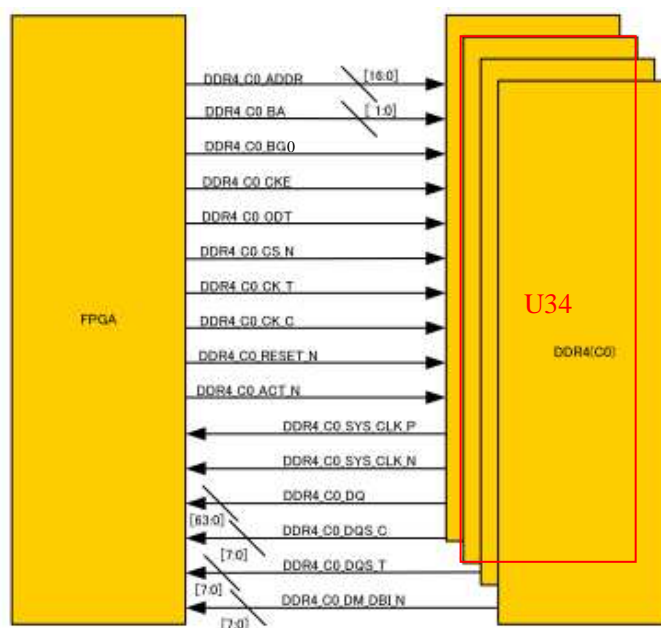 DDR4_C0_ADDR [16:0]
DDR4_C0_BA [ 1:0]
DDR4_C0_BG0
DDR4_C0_CKE
DDR4_C0_ODT
DDR4_C0_CS_N
DDR4_C0_CK_T
U34
FPGA
DDR4_C0_CK_C
DDR4(C0)
DDR4_C0_RESET_N
DDR4_C0_ACT_N
DDR4_C0_SYS_CLK_P
DDR4_C0_SYS_CLK_N
DDR4_C0_DQ
[63:0]
DDR4_C0_DQS_C
[7:0]
DDR4_C0_DQS_T
[7:0]
DDR4_C0_DM_DBI_N
[7:0]